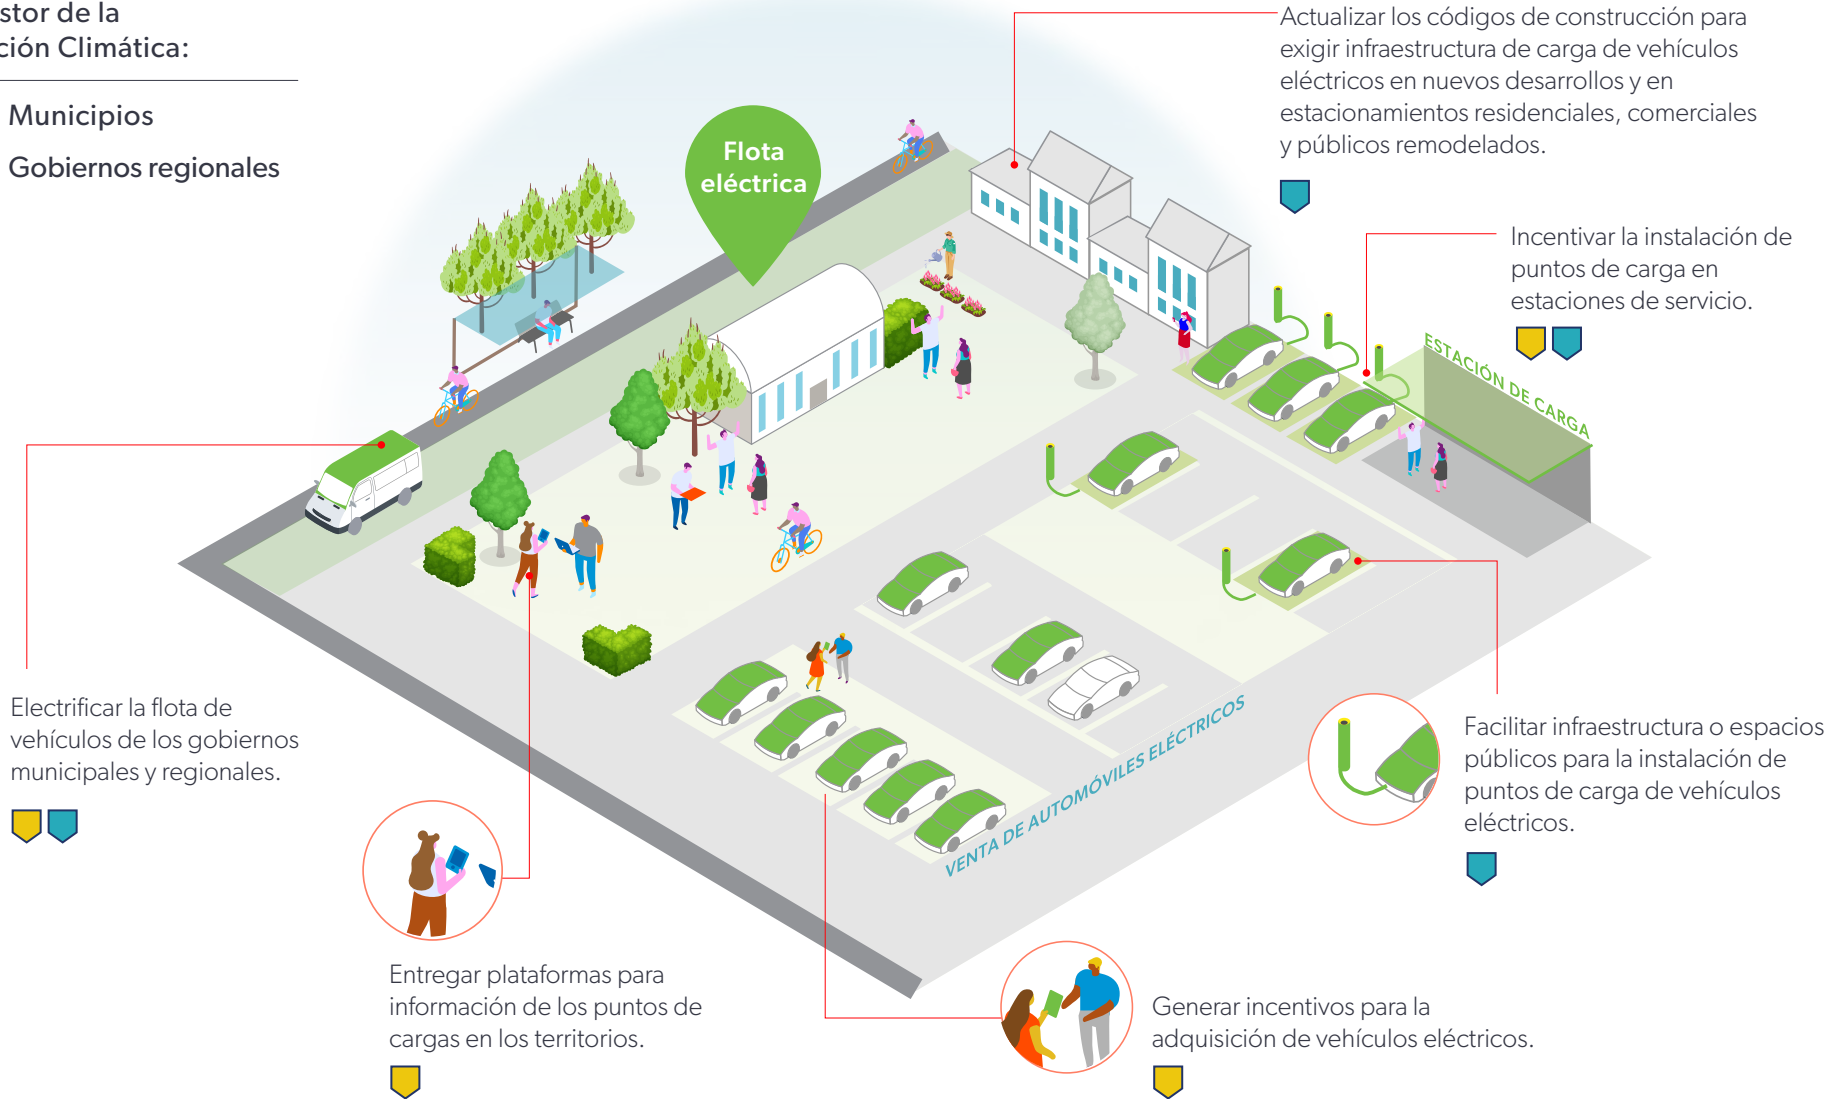 stor de la
ción Climática:
Municipios
Gobiernos regionales
Flota
eléctrica
Actualizar los códigos de construcción para
exigir infraestructura de carga de vehículos
eléctricos en nuevos desarrollos y en
estacionamientos residenciales, comerciales
y públicos remodelados.
Incentivar la instalación de
puntos de carga en
estaciones de servicio.
ESTACIÓN DE CARGA
Electrificar la flota de
vehículos de los gobiernos
municipales y regionales.
VENTA DE AUTOMÓVILES ELÉCTRICOS
Facilitar infraestructura o espacios
públicos para la instalación de
puntos de carga de vehículos
eléctricos.
Entregar plataformas para
información de los puntos de
cargas en los territorios.
Generar incentivos para la
adquisición de vehículos eléctricos.